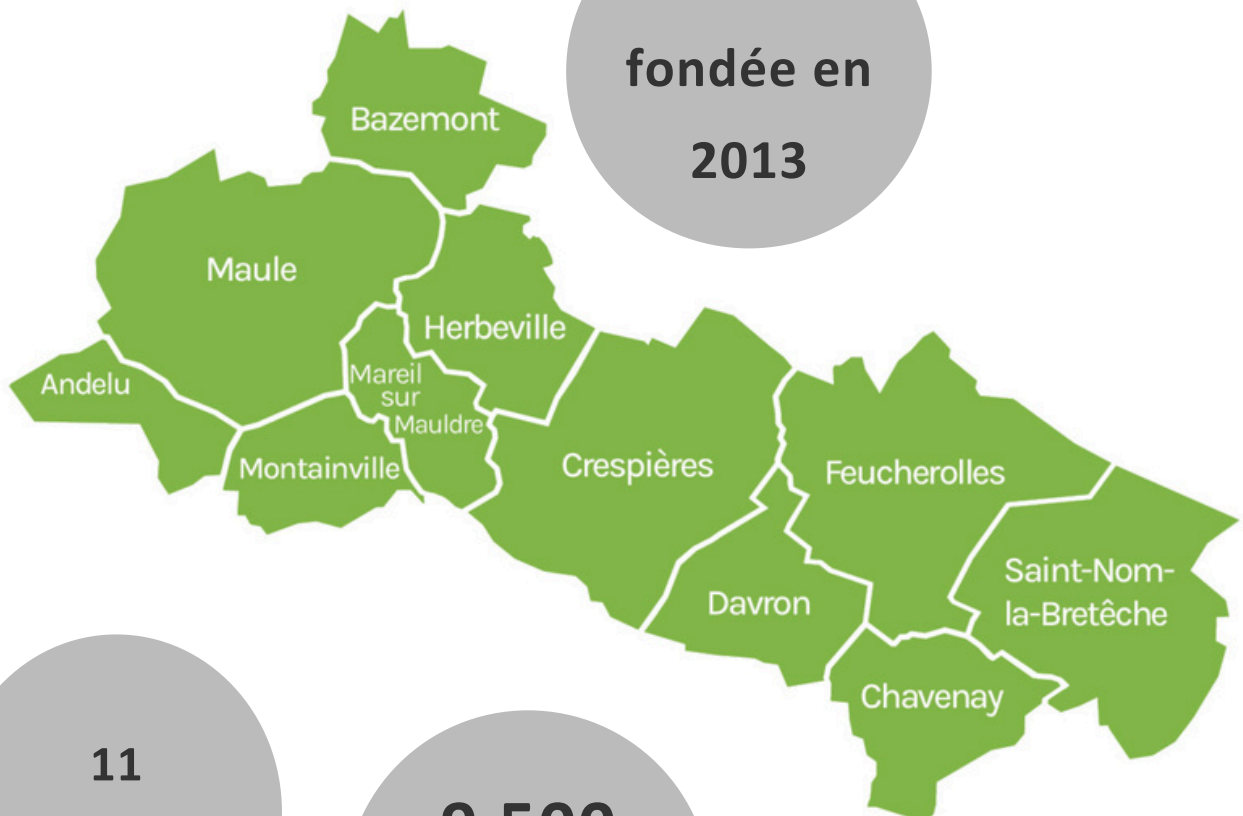 fondée en
2013
Bazemont
Maule
Herbeville
Andelu
Mareil
sur
Mauldre
Montainville
Crespières
Feucherolles
Saint-Nom-
la-Bretêche
Davron
Chavenay
11